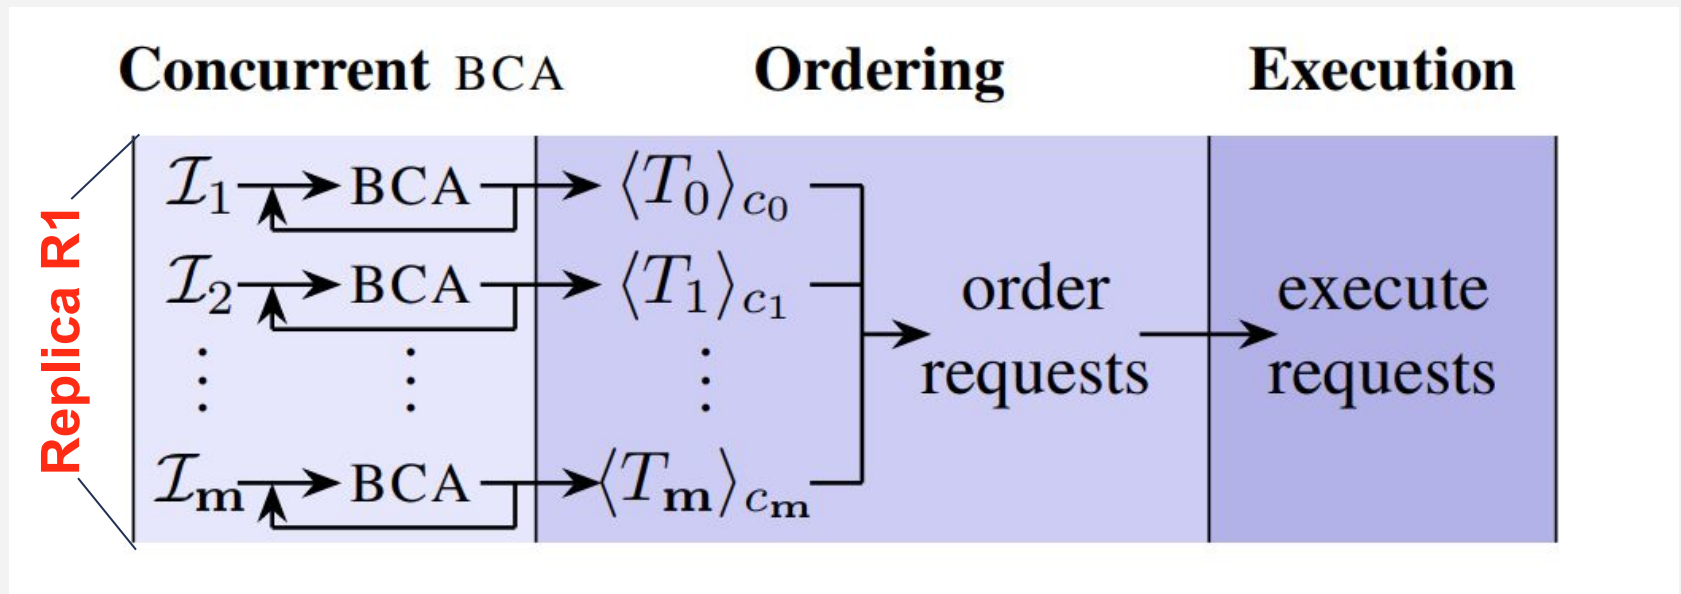 Concurrent BCA Ordering Execution
Replica R1
ℐ₁ BCA ⟨T₀⟩c₀
ℐ₂ BCA ⟨T₁⟩c₁
order requests
execute requests
⋮ ⋮ ⋮
ℐₘ BCA ⟨Tₘ⟩cₘ